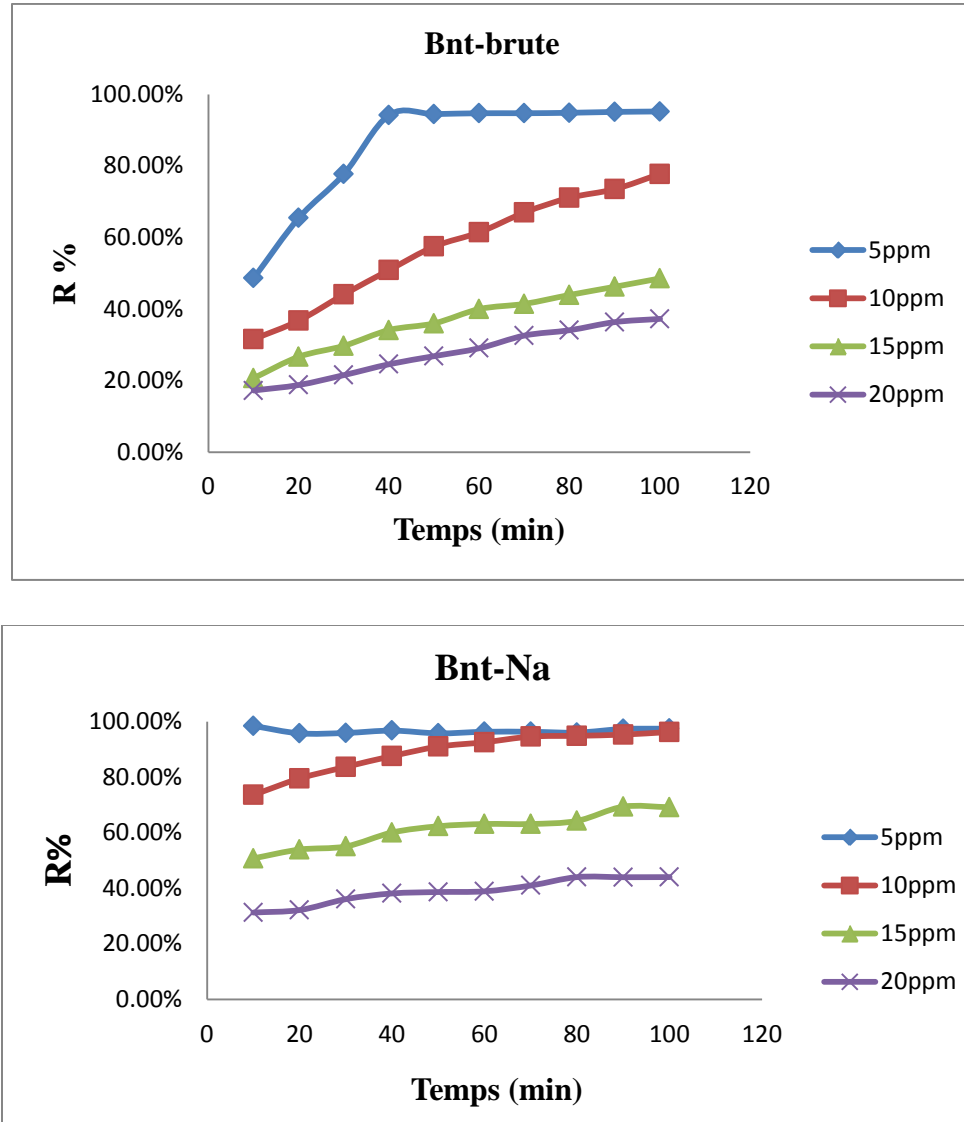 Bnt-brute
100.00%
80.00%
60.00%
40.00%
20.00%
0.00%
R %
0 20 40 60 80 100 120
Temps (min)
5ppm
10ppm
15ppm
20ppm
Bnt-Na
100.00%
80.00%
60.00%
40.00%
20.00%
0.00%
R%
0 20 40 60 80 100 120
Temps (min)
5ppm
10ppm
15ppm
20ppm